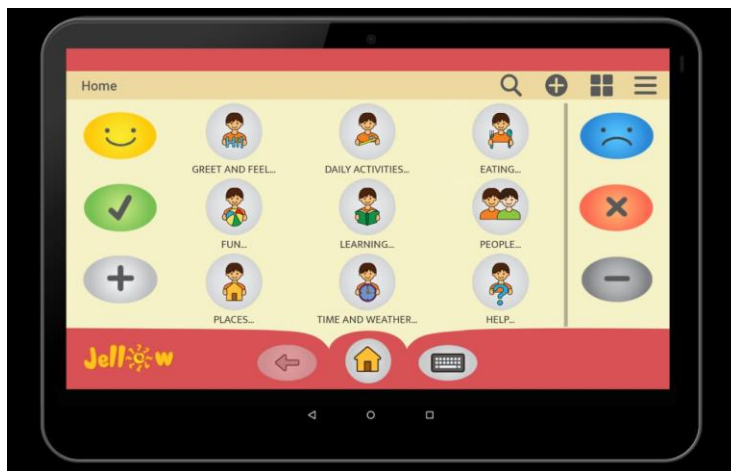 Home
GREET AND FEEL...
DAILY ACTIVITIES...
EATING...
FUN...
LEARNING...
PEOPLE...
PLACES...
TIME AND WEATHER...
HELP...
Jellow